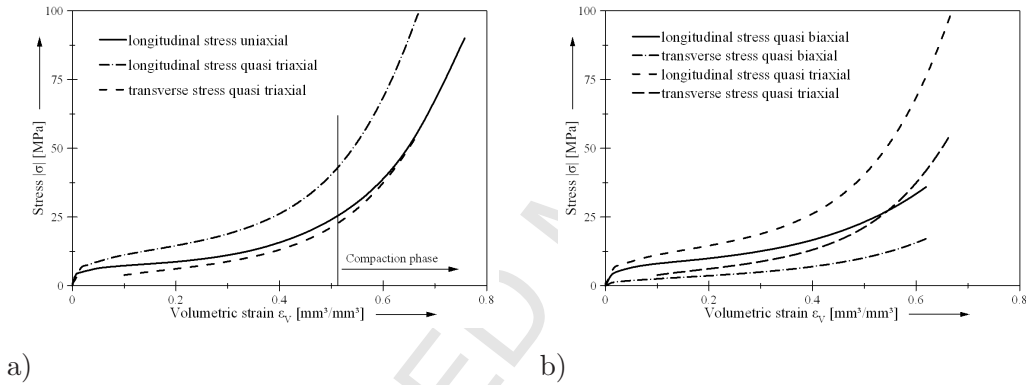 100
75
50
25
0
0
0.2
0.4
0.6
0.8
Stress |σ| [MPa]
Volumetric strain ε_V [mm³/mm³]
longitudinal stress uniaxial
longitudinal stress quasi triaxial
transverse stress quasi triaxial
Compaction phase
a)
100
75
50
25
0
0
0.2
0.4
0.6
0.8
Stress |σ| [MPa]
Volumetric strain ε_V [mm³/mm³]
longitudinal stress quasi biaxial
transverse stress quasi biaxial
longitudinal stress quasi triaxial
transverse stress quasi triaxial
b)